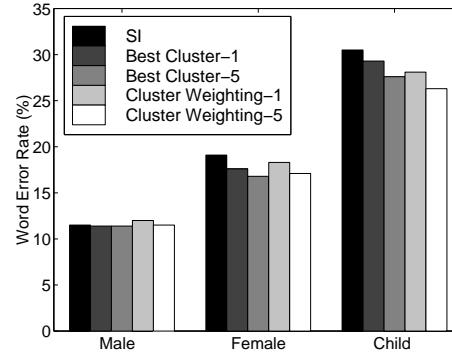 35
30
25
20
15
10
5
0
Word Error Rate (%)
SI
Best Cluster−1
Best Cluster−5
Cluster Weighting−1
Cluster Weighting−5
Male Female Child